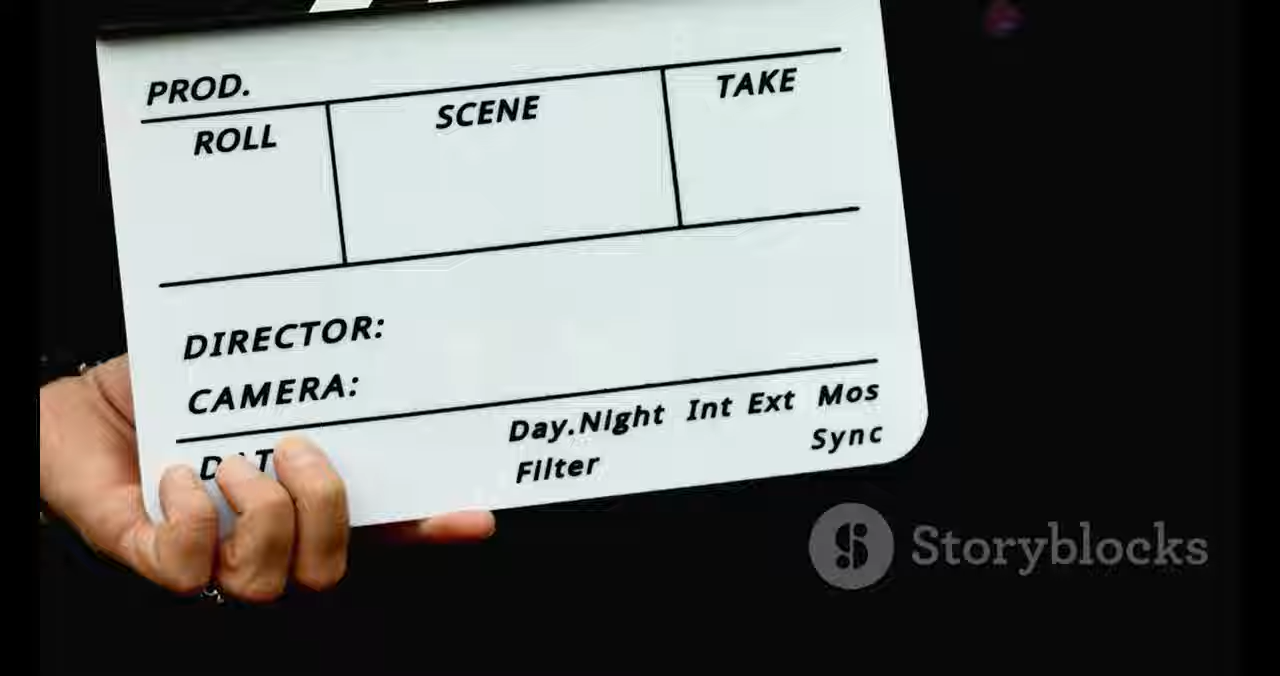 PROD.
ROLL SCENE TAKE
DIRECTOR:
CAMERA:
Day.Night Int Ext Mos
Filter Sync
Storyblocks